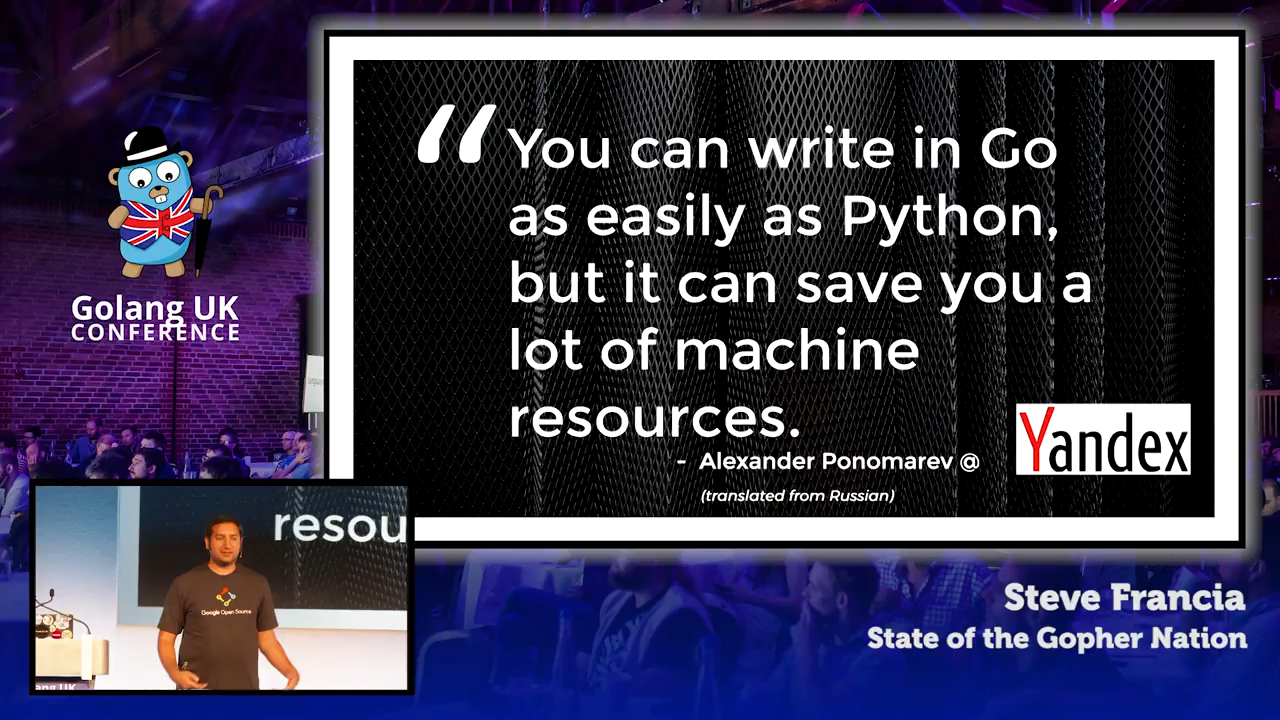 “You can write in Go
as easily as Python,
but it can save you a
lot of machine
resources.
- Alexander Ponomarev @
Yandex
(translated from Russian)
Golang UK
CONFERENCE
resou
Google Open Source
ang UK
Steve Francia
State of the Gopher Nation